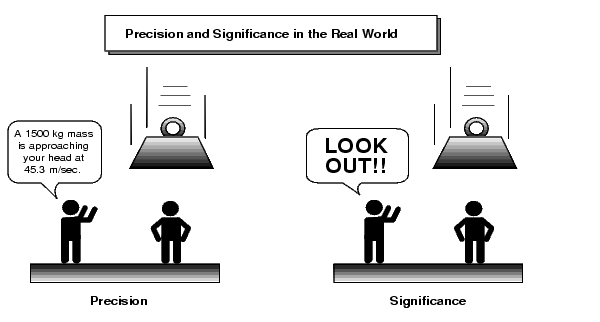 Precision and Significance in the Real World
A 1500 kg mass
is approaching
your head at
45.3 m/sec.
LOOK
OUT!!
Precision
Significance